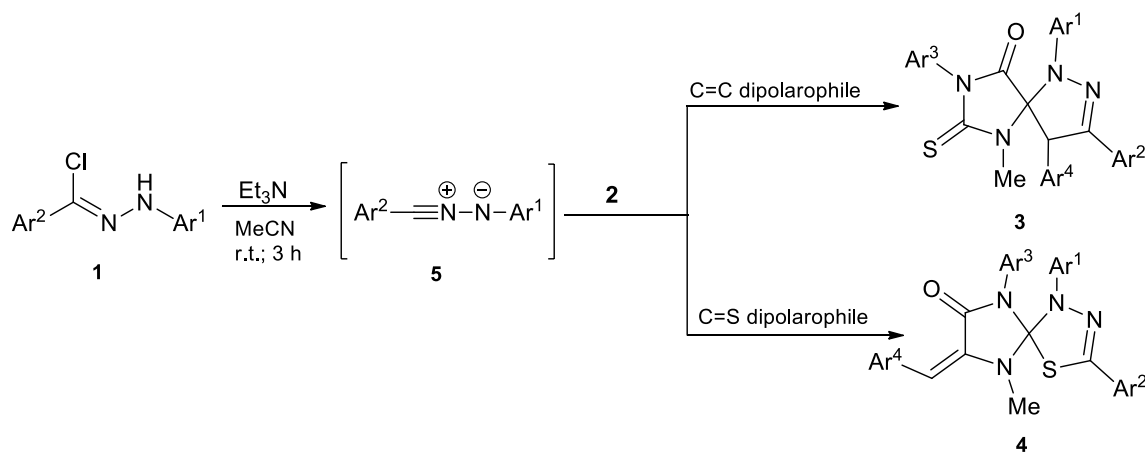 Cl
H
N
Ar²
N
Ar¹
1
Et₃N
MeCN
r.t.; 3 h
Ar²
N
N
Ar¹
⊕
⊖
5
2
C=C dipolarophile
C=S dipolarophile
O
Ar¹
Ar³
N
N
N
S
N
Me
Ar⁴
Ar²
3
Ar³
Ar¹
O
N
N
N
Ar⁴
N
S
Ar²
Me
4